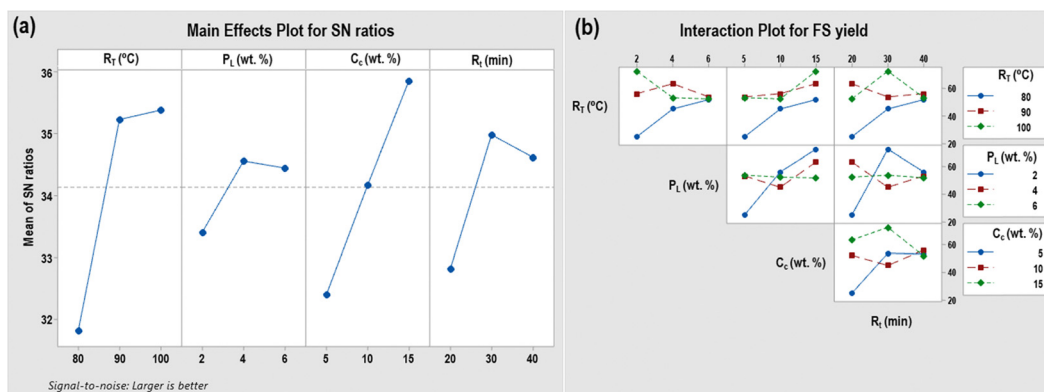 (a)
Main Effects Plot for SN ratios
R_T (ºC) P_L (wt. %) C_c (wt. %) R_t (min)
36
35
34
33
32
Mean of SN ratios
80 90 100 2 4 6 5 10 15 20 30 40
Signal-to-noise: Larger is better
(b)
Interaction Plot for FS yield
2 4 6 5 10 15 20 30 40
R_T (ºC)
R_T (ºC)
80
90
100
60
40
20
P_L (wt. %)
P_L (wt. %)
2
4
6
60
40
20
C_c (wt. %)
C_c (wt. %)
5
10
15
60
40
20
R_t (min)